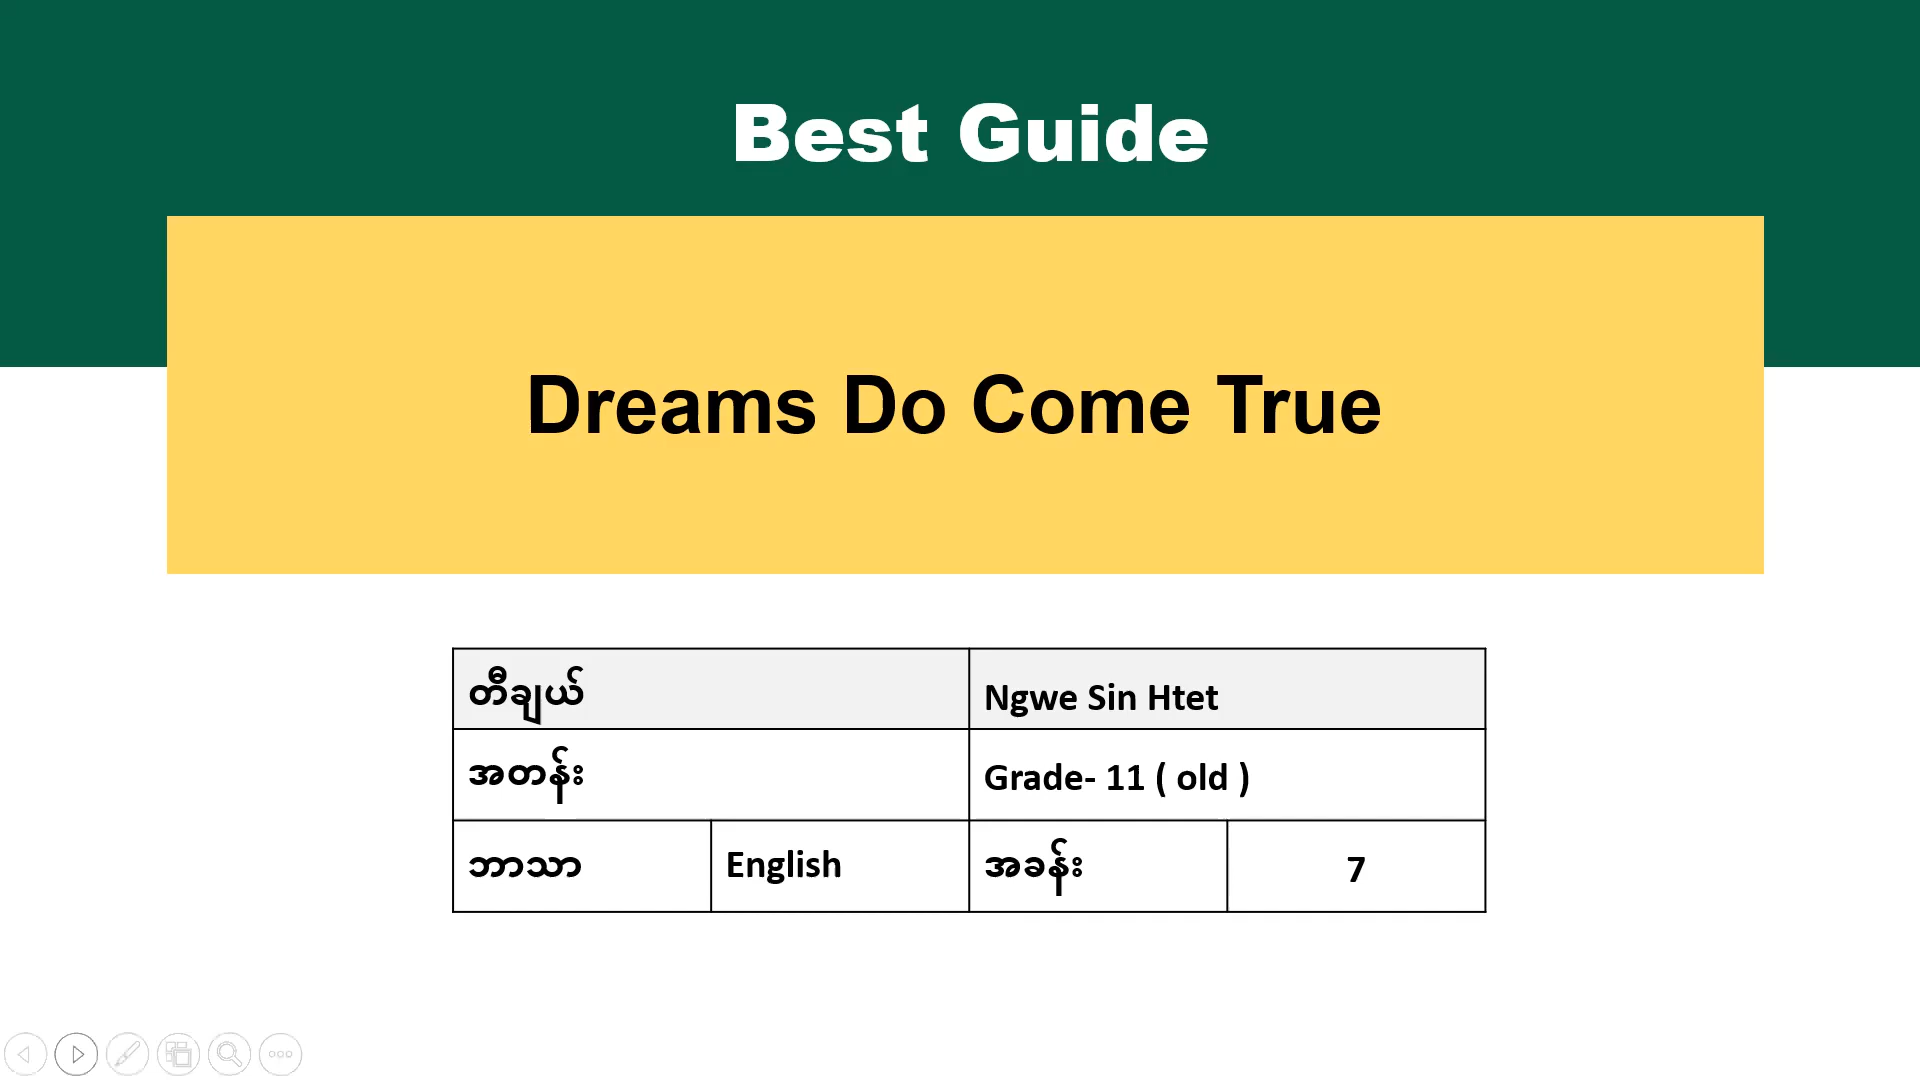 Best Guide
Dreams Do Come True
တီချယ် Ngwe Sin Htet
အတန်း Grade- 11 ( old )
ဘာသာ English အခန်း 7